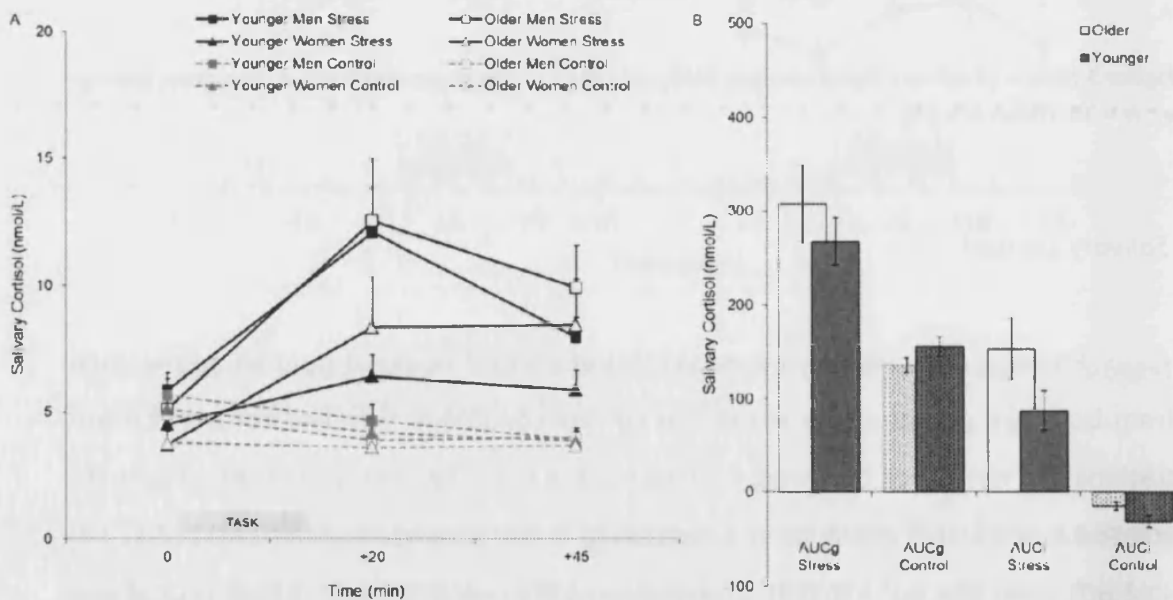 A
Younger Men Stress
Older Men Stress
Younger Women Stress
Older Women Stress
Younger Men Control
Older Men Control
Younger Women Control
Older Women Control
20
15
10
5
0
Salivary Cortisol (nmol/L)
TASK
0
+20
+45
Time (min)
B
500
400
300
200
100
0
100
Salivary Cortisol (nmol/L)
Older
Younger
AUCg Stress
AUCg Control
AUCi Stress
AUCi Control